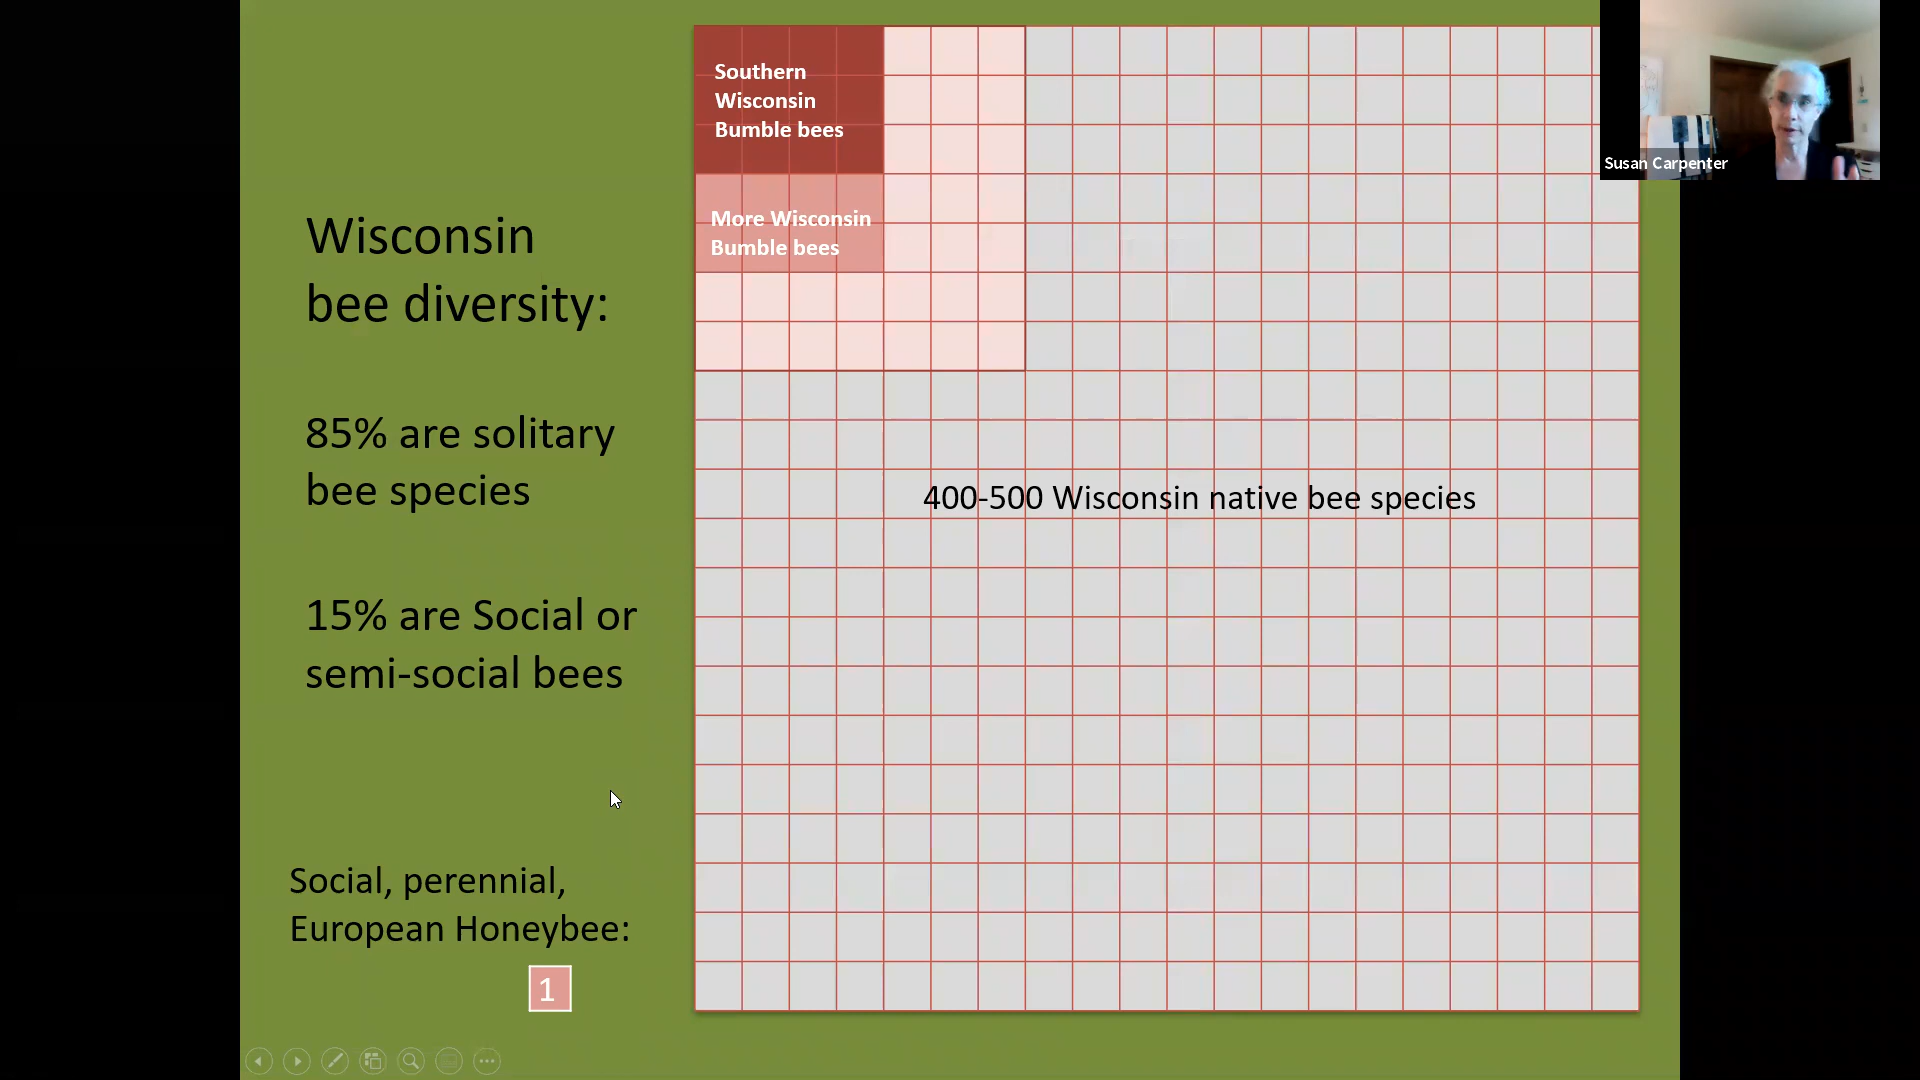 Wisconsin
bee diversity:
85% are solitary
bee species
15% are Social or
semi-social bees
Social, perennial,
European Honeybee:
1
Southern
Wisconsin
Bumble bees
More Wisconsin
Bumble bees
400-500 Wisconsin native bee species
Susan Carpenter